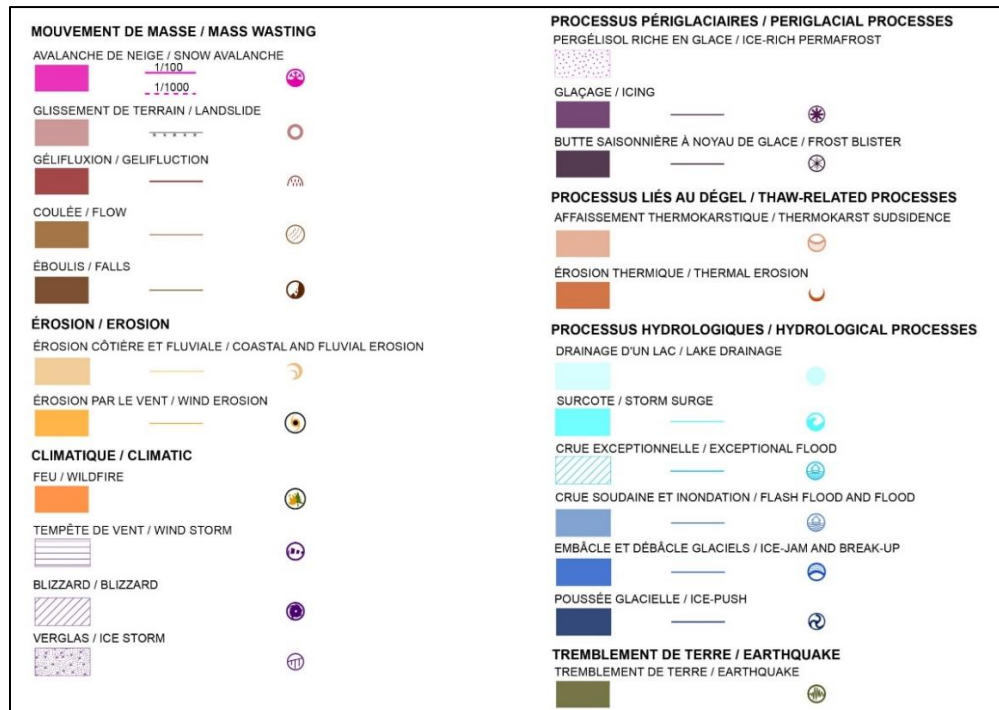 MOUVEMENT DE MASSE / MASS WASTING
AVALANCHE DE NEIGE / SNOW AVALANCHE
1/100
1/1000
GLISSEMENT DE TERRAIN / LANDSLIDE
GÉLIFLUXION / GELIFLUCTION
COULÉE / FLOW
ÉBOULIS / FALLS
ÉROSION / EROSION
ÉROSION CÔTIÈRE ET FLUVIALE / COASTAL AND FLUVIAL EROSION
ÉROSION PAR LE VENT / WIND EROSION
CLIMATIQUE / CLIMATIC
FEU / WILDFIRE
TEMPÊTE DE VENT / WIND STORM
BLIZZARD / BLIZZARD
VERGLAS / ICE STORM
PROCESSUS PÉRIGLACIAIRES / PERIGLACIAL PROCESSES
PERGÉLISOL RICHE EN GLACE / ICE-RICH PERMAFROST
GLAÇAGE / ICING
BUTTE SAISONNIÈRE À NOYAU DE GLACE / FROST BLISTER
PROCESSUS LIÉS AU DÉGEL / THAW-RELATED PROCESSES
AFFAISSEMENT THERMOKARSTIQUE / THERMOKARST SUDSIDENCE
ÉROSION THERMIQUE / THERMAL EROSION
PROCESSUS HYDROLOGIQUES / HYDROLOGICAL PROCESSES
DRAINAGE D'UN LAC / LAKE DRAINAGE
SURCOTE / STORM SURGE
CRUE EXCEPTIONNELLE / EXCEPTIONAL FLOOD
CRUE SOUDAINE ET INONDATION / FLASH FLOOD AND FLOOD
EMBÂCLE ET DÉBÂCLE GLACIELS / ICE-JAM AND BREAK-UP
POUSSÉE GLACIELLE / ICE-PUSH
TREMBLEMENT DE TERRE / EARTHQUAKE
TREMBLEMENT DE TERRE / EARTHQUAKE